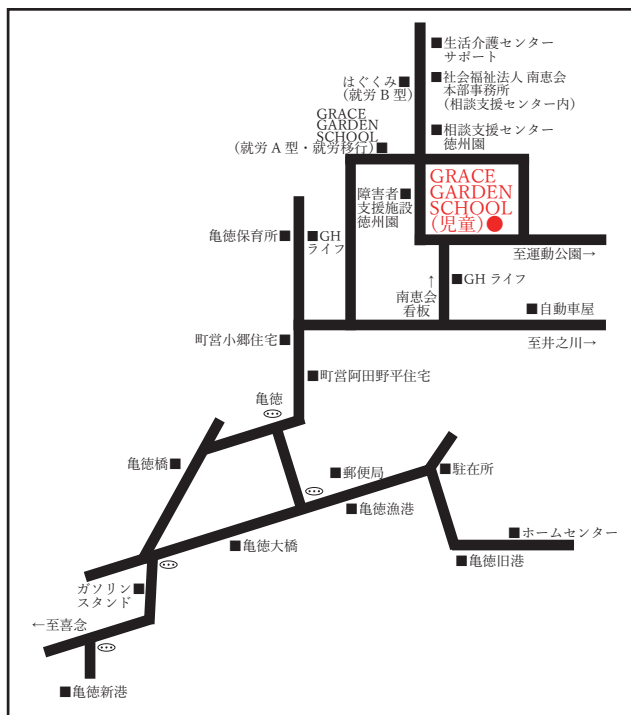 ■生活介護センター
サポート
はぐくみ■
(就労B型)
■社会福祉法人 南恵会
本部事務所
(相談支援センター内)
GRACE
GARDEN
SCHOOL
(就労A型・就労移行)■
■相談支援センター
徳州園
障害者■
支援施設
徳州園
GRACE
GARDEN
SCHOOL
(児童)●
亀徳保育所■
■GH
ライフ
至運動公園→
↑
南恵会
看板
■GH ライフ
■自動車屋
町営小郷住宅■
至井之川→
■町営阿田野平住宅
亀徳
亀徳橋■
■郵便局
■駐在所
■亀徳漁港
■ホームセンター
■亀徳大橋
■亀徳旧港
ガソリン■
スタンド
←至喜念
■亀徳新港